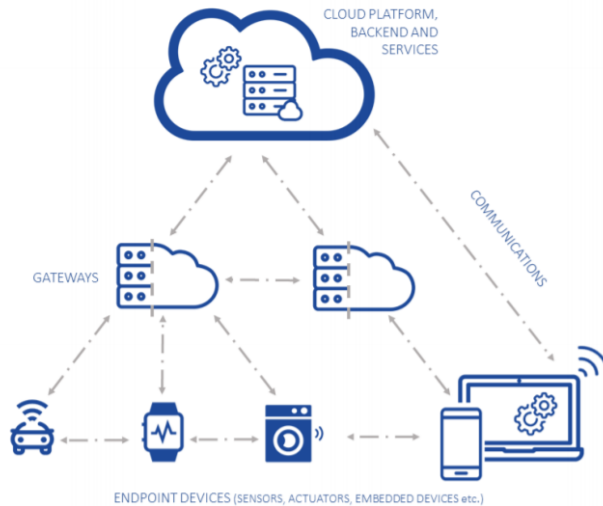 CLOUD PLATFORM,
BACKEND AND
SERVICES
COMMUNICATIONS
GATEWAYS
ENDPOINT DEVICES (SENSORS, ACTUATORS, EMBEDDED DEVICES etc.)